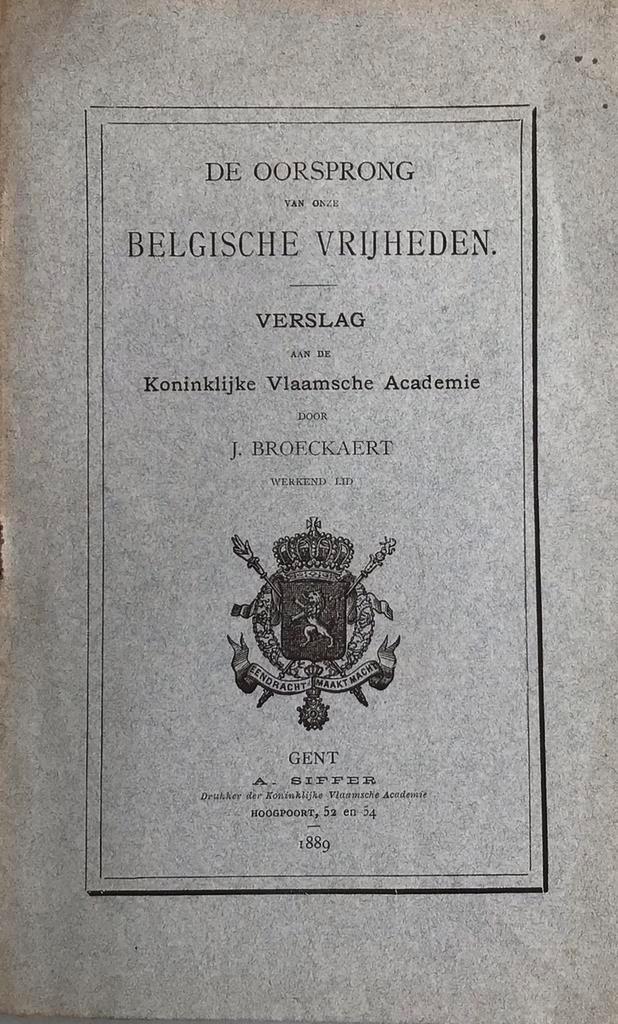 DE OORSPRONG
VAN ONZE
BELGISCHE VRIJHEDEN.
VERSLAG
AAN DE
Koninklijke Vlaamsche Academie
DOOR
J. BROECKAERT
WERKEND LID
EENDRACHT MAAKT MACHT
GENT
A. SIFFER
Drukker der Koninklijke Vlaamsche Academie
HOOGPOORT, 52 en 54
1889